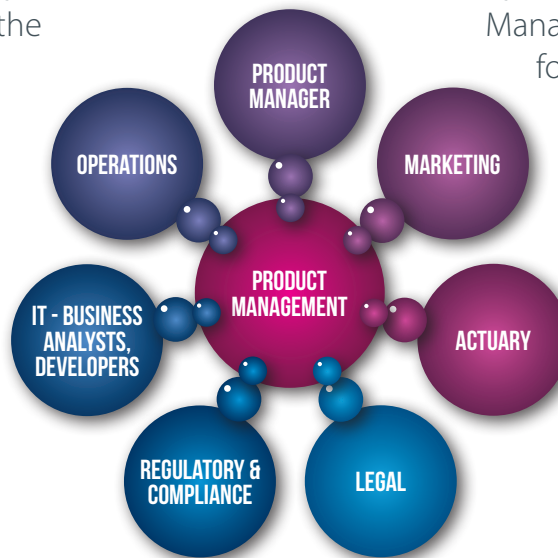 the
Mana
fo
PRODUCT
MANAGER
OPERATIONS
MARKETING
PRODUCT
MANAGEMENT
IT - BUSINESS
ANALYSTS,
DEVELOPERS
ACTUARY
REGULATORY &
COMPLIANCE
LEGAL